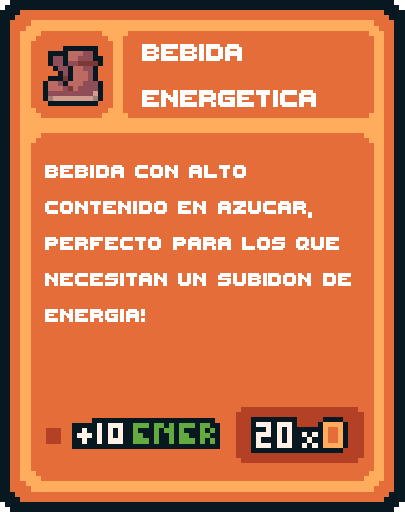 BEBIDA
ENERGETICA
BEBIDA CON ALTO
CONTENIDO EN AZUCAR,
PERFECTO PARA LOS QUE
NECESITAN UN SUBIDON DE
ENERGIA!
+10 ENER
20x